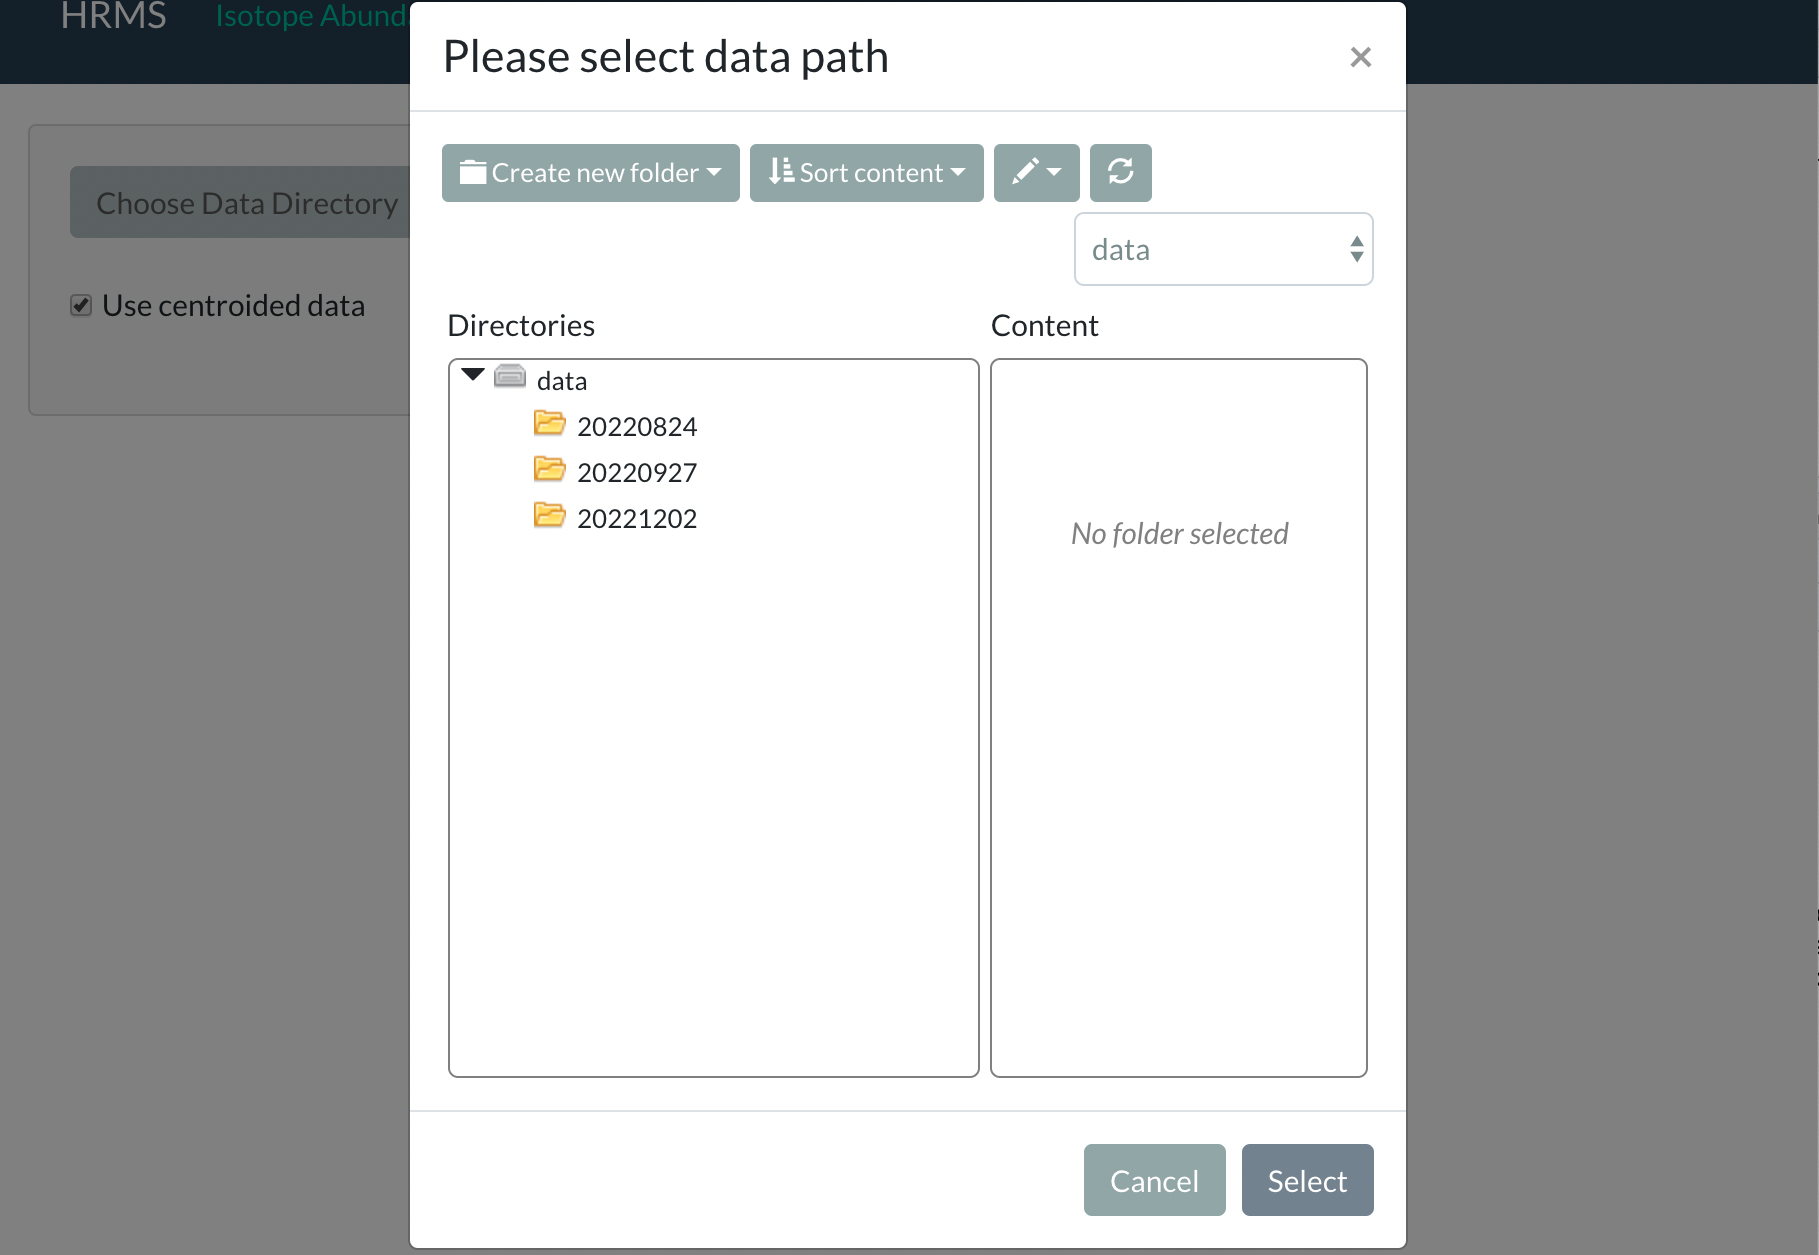 HRMS
Isotope
Please select data path
×
Create new folder
Sort content
Choose Data Directory
data
Use centroided data
Directories
Content
data
20220824
20220927
20221202
No folder selected
Cancel
Select